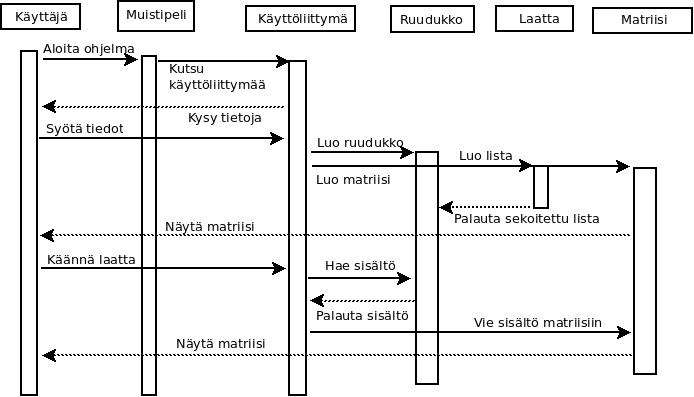 Käyttäjä
Muistipeli
Käyttöliittymä
Ruudukko
Laatta
Matriisi
Aloita ohjelma
Kutsu
käyttöliittymää
Kysy tietoja
Syötä tiedot
Luo ruudukko
Luo lista
Luo matriisi
Palauta sekoitettu lista
Näytä matriisi
Käännä laatta
Hae sisältö
Palauta sisältö
Vie sisältö matriisiin
Näytä matriisi